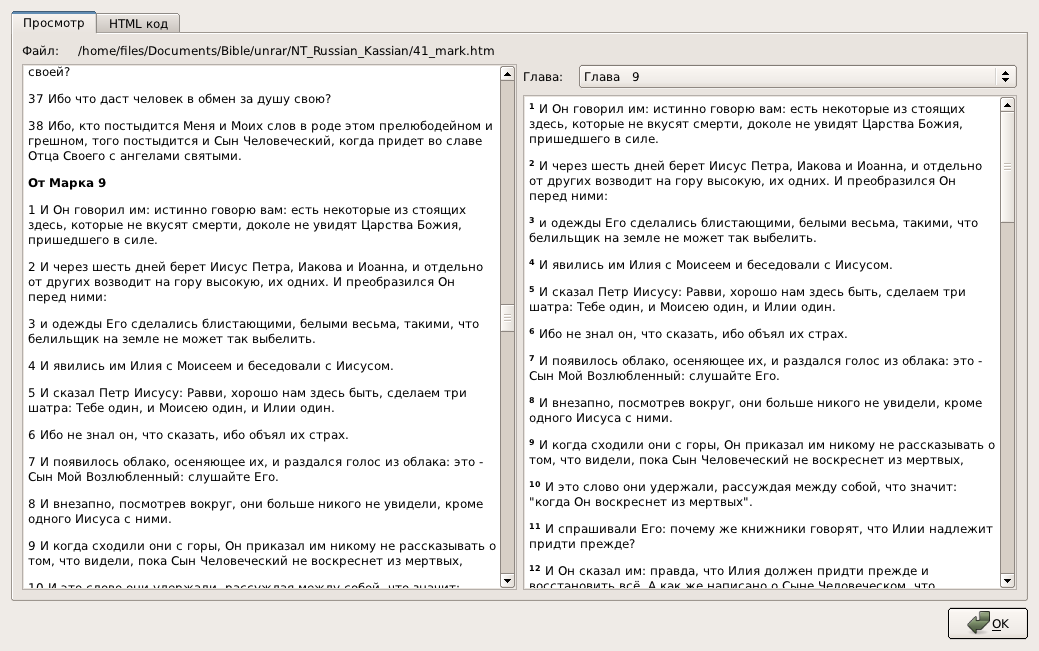 Просмотр
HTML код
Файл: /home/files/Documents/Bible/unrar/NT_Russian_Kassian/41_mark.htm
своей?
37 Ибо что даст человек в обмен за душу свою?
38 Ибо, кто постыдится Меня и Моих слов в роде этом прелюбодейном и
грешном, того постыдится и Сын Человеческий, когда придет во славе
Отца Своего с ангелами святыми.
От Марка 9
1 И Он говорил им: истинно говорю вам: есть некоторые из стоящих
здесь, которые не вкусят смерти, доколе не увидят Царства Божия,
пришедшего в силе.
2 И через шесть дней берет Иисус Петра, Иакова и Иоанна, и отдельно
от других возводит на гору высокую, их одних. И преобразился Он
перед ними:
3 и одежды Его сделались блистающими, белыми весьма, такими, что
белильщик на земле не может так выбелить.
4 И явились им Илия с Моисеем и беседовали с Иисусом.
5 И сказал Петр Иисусу: Равви, хорошо нам здесь быть, сделаем три
шатра: Тебе один, и Моисею один, и Илии один.
6 Ибо не знал он, что сказать, ибо объял их страх.
7 И появилось облако, осеняющее их, и раздался голос из облака: это -
Сын Мой Возлюбленный: слушайте Его.
8 И внезапно, посмотрев вокруг, они больше никого не увидели, кроме
одного Иисуса с ними.
9 И когда сходили они с горы, Он приказал им никому не рассказывать о
том, что видели, пока Сын Человеческий не воскреснет из мертвых,
10 И это слово они удержали, рассуждая между собой, что значит:
Глава: Глава 9
1 И Он говорил им: истинно говорю вам: есть некоторые из стоящих
здесь, которые не вкусят смерти, доколе не увидят Царства Божия,
пришедшего в силе.
2 И через шесть дней берет Иисус Петра, Иакова и Иоанна, и отдельно
от других возводит на гору высокую, их одних. И преобразился Он
перед ними:
3 и одежды Его сделались блистающими, белыми весьма, такими, что
белильщик на земле не может так выбелить.
4 И явились им Илия с Моисеем и беседовали с Иисусом.
5 И сказал Петр Иисусу: Равви, хорошо нам здесь быть, сделаем три
шатра: Тебе один, и Моисею один, и Илии один.
6 Ибо не знал он, что сказать, ибо объял их страх.
7 И появилось облако, осеняющее их, и раздался голос из облака: это -
Сын Мой Возлюбленный: слушайте Его.
8 И внезапно, посмотрев вокруг, они больше никого не увидели, кроме
одного Иисуса с ними.
9 И когда сходили они с горы, Он приказал им никому не рассказывать о
том, что видели, пока Сын Человеческий не воскреснет из мертвых,
10 И это слово они удержали, рассуждая между собой, что значит:
"когда Он воскреснет из мертвых".
11 И спрашивали Его: почему же книжники говорят, что Илии надлежит
придти прежде?
12 И Он сказал им: правда, что Илия должен придти прежде и
восстановить всё. А как же написано о Сыне Человеческом, что
OK